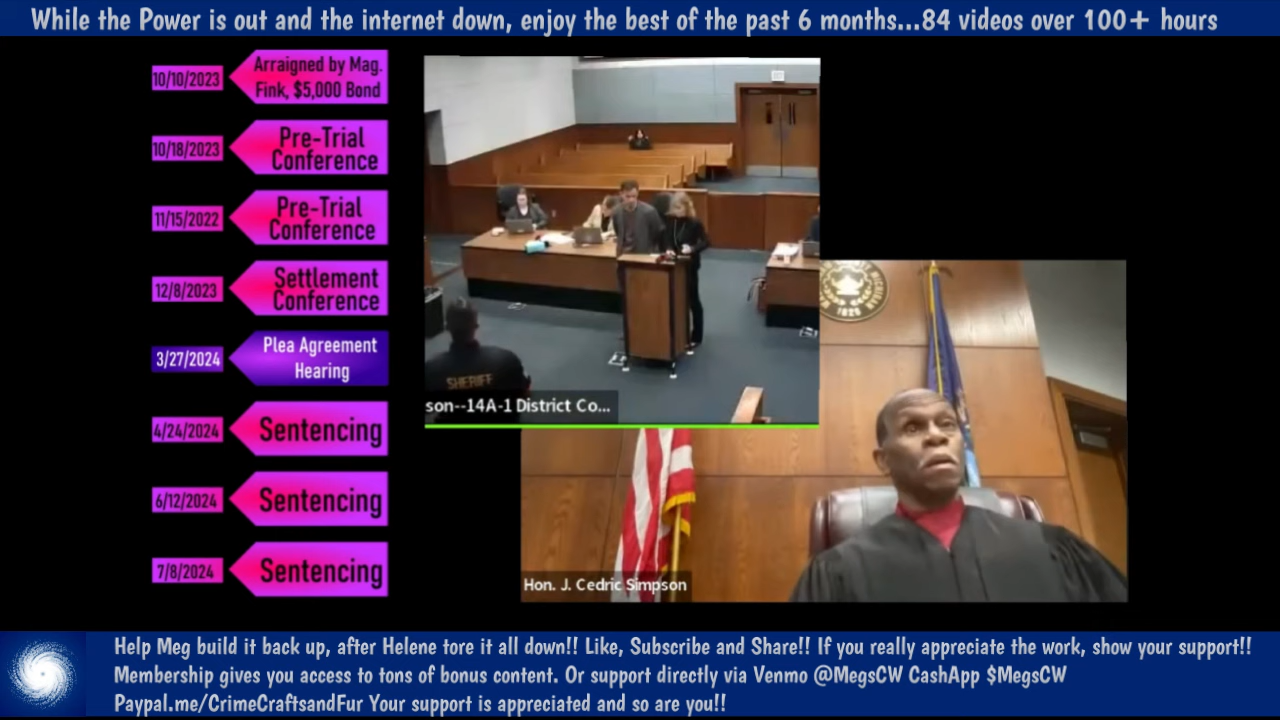 While the Power is out and the internet down, enjoy the best of the past 6 months...84 videos over 100+ hours
10/10/2023
Arraigned by Mag.
Fink, $5,000 Bond
10/18/2023
Pre-Trial
Conference
11/15/2022
Pre-Trial
Conference
12/8/2023
Settlement
Conference
3/27/2024
Plea Agreement
Hearing
4/24/2024
Sentencing
6/12/2024
Sentencing
7/8/2024
Sentencing
SHERIFF
son--14A-1 District Co...
MICHIGAN
Hon. J. Cedric Simpson
Help Meg build it back up, after Helene tore it all down!! Like, Subscribe and Share!! If you really appreciate the work, show your support!!
Membership gives you access to tons of bonus content. Or support directly via Venmo @MegsCW CashApp $MegsCW
Paypal.me/CrimeCraftsandFur Your support is appreciated and so are you!!